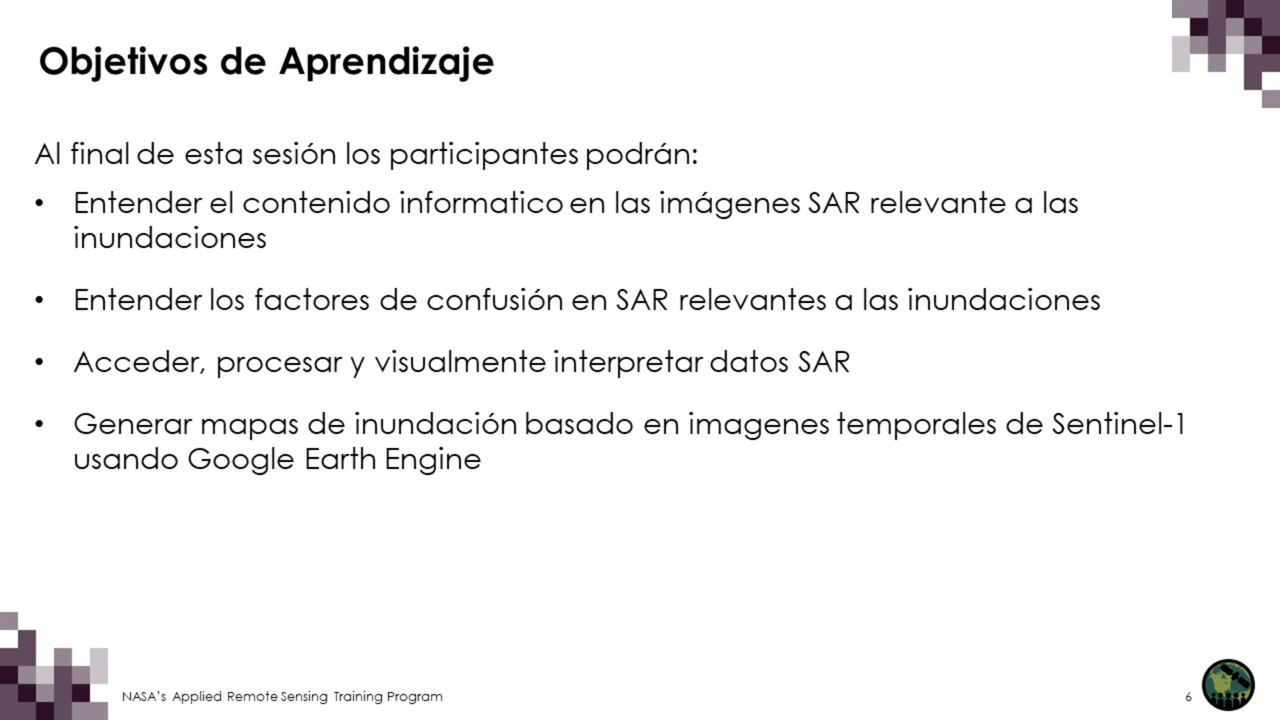 Objetivos de Aprendizaje
Al final de esta sesión los participantes podrán:
• Entender el contenido informatico en las imágenes SAR relevante a las
inundaciones
• Entender los factores de confusión en SAR relevantes a las inundaciones
• Acceder, procesar y visualmente interpretar datos SAR
• Generar mapas de inundación basado en imagenes temporales de Sentinel-1
usando Google Earth Engine
NASA's Applied Remote Sensing Training Program
6